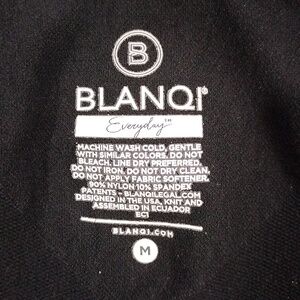 B
BLANQI®
Everyday™
MACHINE WASH COLD, GENTLE
WITH SIMILAR COLORS. DO NOT
BLEACH. LINE DRY PREFERRED.
DO NOT IRON. DO NOT DRY CLEAN.
DO NOT APPLY FABRIC SOFTENER.
90% NYLON 10% SPANDEX
PATENTS - BLANQILEGAL.COM
DESIGNED IN THE USA, KNIT AND
ASSEMBLED IN ECUADOR
EC1
BLANQI.COM
M